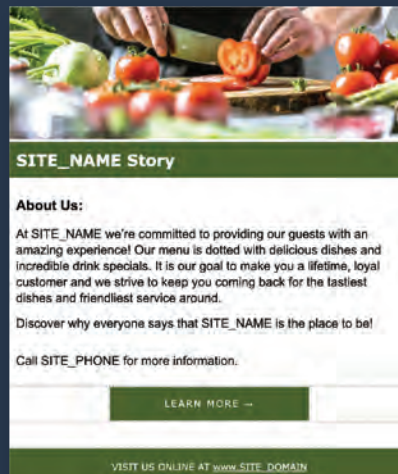 SITE_NAME Story
About Us:
At SITE_NAME we're committed to providing our guests with an
amazing experience! Our menu is dotted with delicious dishes and
incredible drink specials. It is our goal to make you a lifetime, loyal
customer and we strive to keep you coming back for the tastiest
dishes and friendliest service around.
Discover why everyone says that SITE_NAME is the place to be!
Call SITE_PHONE for more information.
LEARN MORE →
VISIT US ONLINE AT www.SITE_DOMAIN